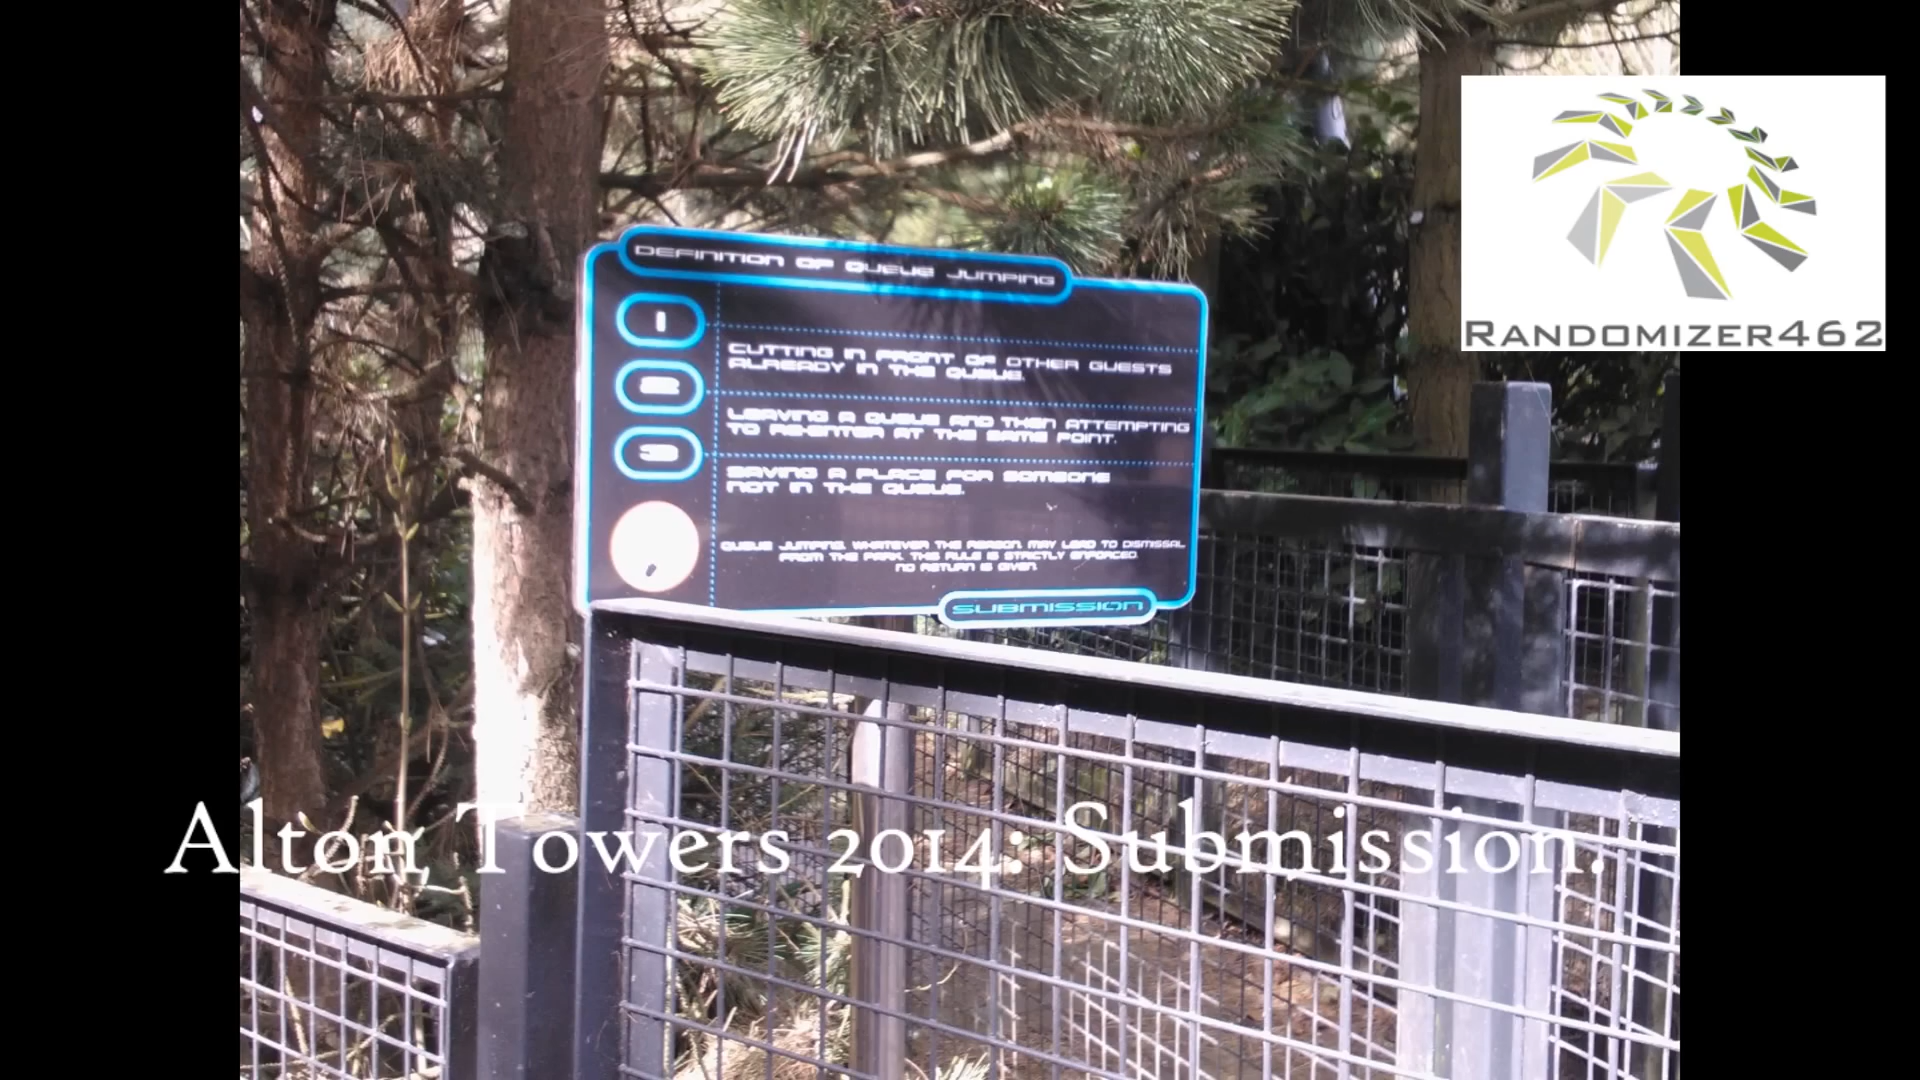 RANDOMIZER462
DEFINITION OF QUEUE JUMPING
1
CUTTING IN FRONT OF OTHER GUESTS
ALREADY IN THE QUEUE.
2
LEAVING A QUEUE AND THEN ATTEMPTING
TO RE-ENTER AT THE SAME POINT.
3
SAVING A PLACE FOR SOMEONE
NOT IN THE QUEUE.
QUEUE JUMPING, WHATEVER THE REASON, MAY LEAD TO DISMISSAL
FROM THE PARK. THIS RULE IS STRICTLY ENFORCED.
NO RETURN IS GIVEN.
SUBMISSION
Alton Towers 2014: Submission.